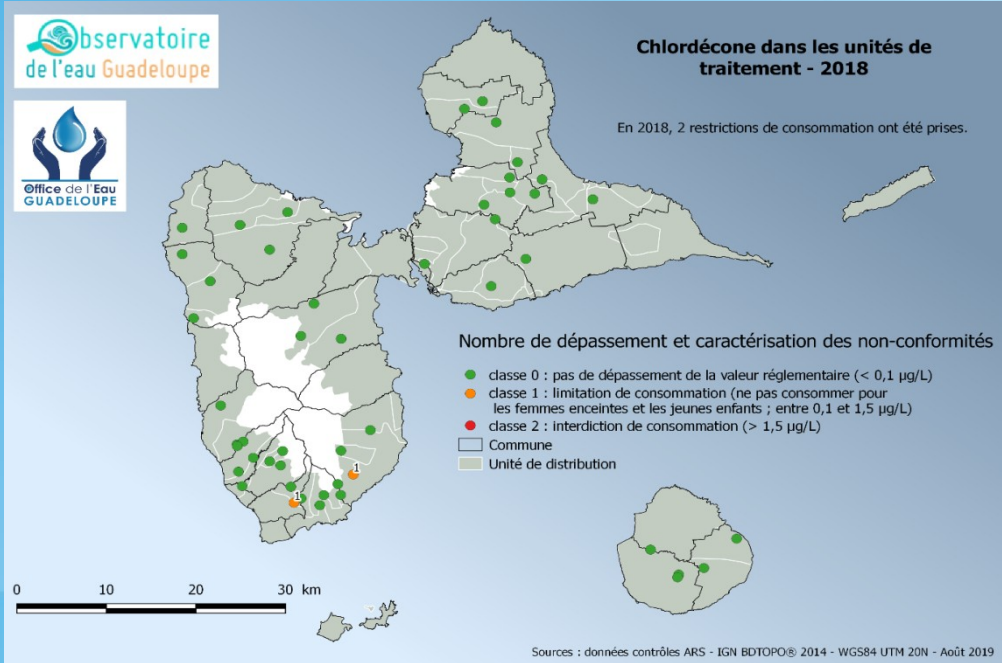 Observatoire
de l'eau Guadeloupe
Office de l'Eau
GUADELOUPE
Chlordécone dans les unités de
traitement - 2018
En 2018, 2 restrictions de consommation ont été prises.
Nombre de dépassement et caractérisation des non-conformités
classe 0 : pas de dépassement de la valeur réglementaire (< 0,1 µg/L)
classe 1 : limitation de consommation (ne pas consommer pour
les femmes enceintes et les jeunes enfants ; entre 0,1 et 1,5 µg/L)
classe 2 : interdiction de consommation (> 1,5 µg/L)
Commune
Unité de distribution
1
1
0 10 20 30 km
Sources : données contrôles ARS - IGN BDTOPO® 2014 - WGS84 UTM 20N - Août 2019